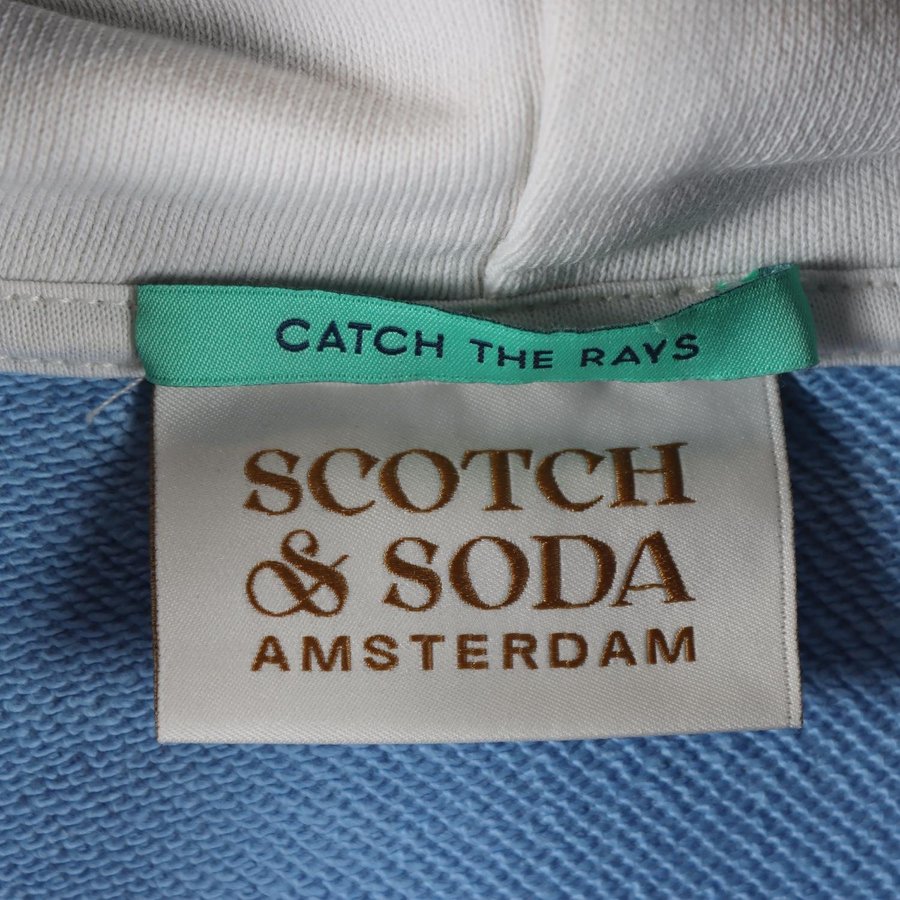 CATCH THE RAYS
SCOTCH
& SODA
AMSTERDAM